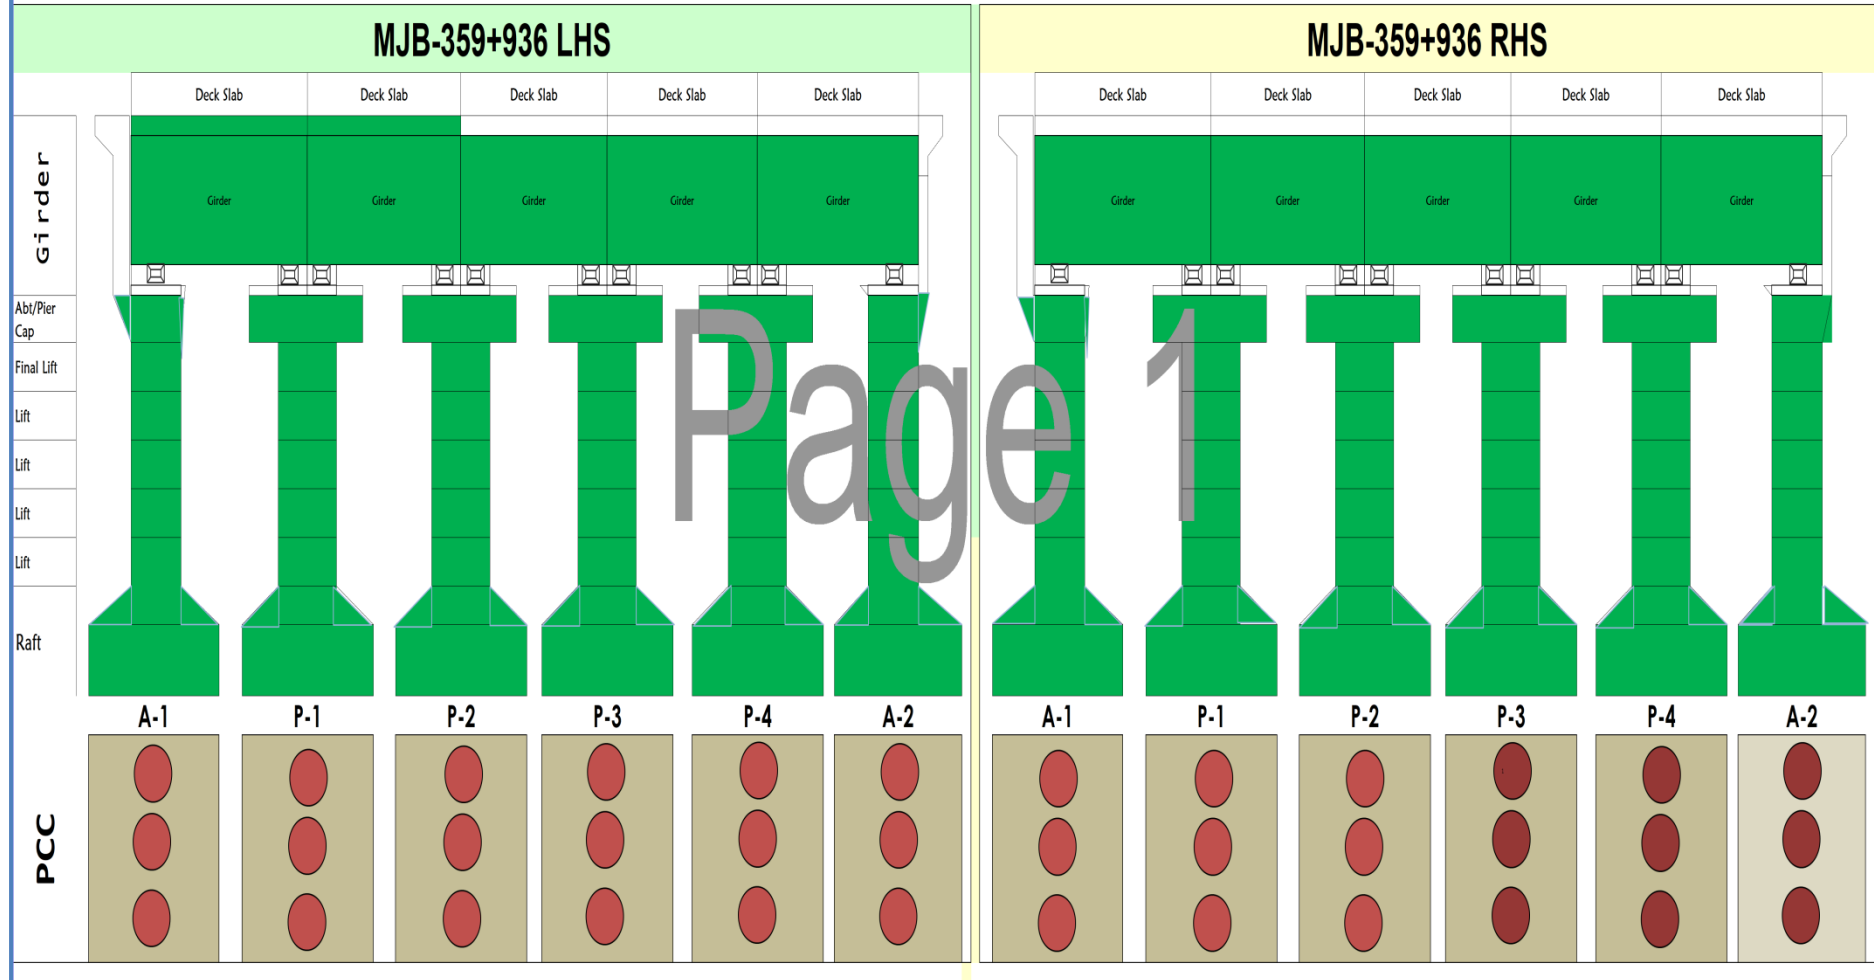 MJB-359+936 LHS
MJB-359+936 RHS
Deck Slab Deck Slab Deck Slab Deck Slab Deck Slab
Deck Slab Deck Slab Deck Slab Deck Slab Deck Slab
Girder
Girder Girder Girder Girder Girder
Girder Girder Girder Girder Girder
Abt/Pier
Cap
Final Lift
Lift
Lift
Lift
Lift
Raft
Page 1
A-1 P-1 P-2 P-3 P-4 A-2
A-1 P-1 P-2 P-3 P-4 A-2
PCC